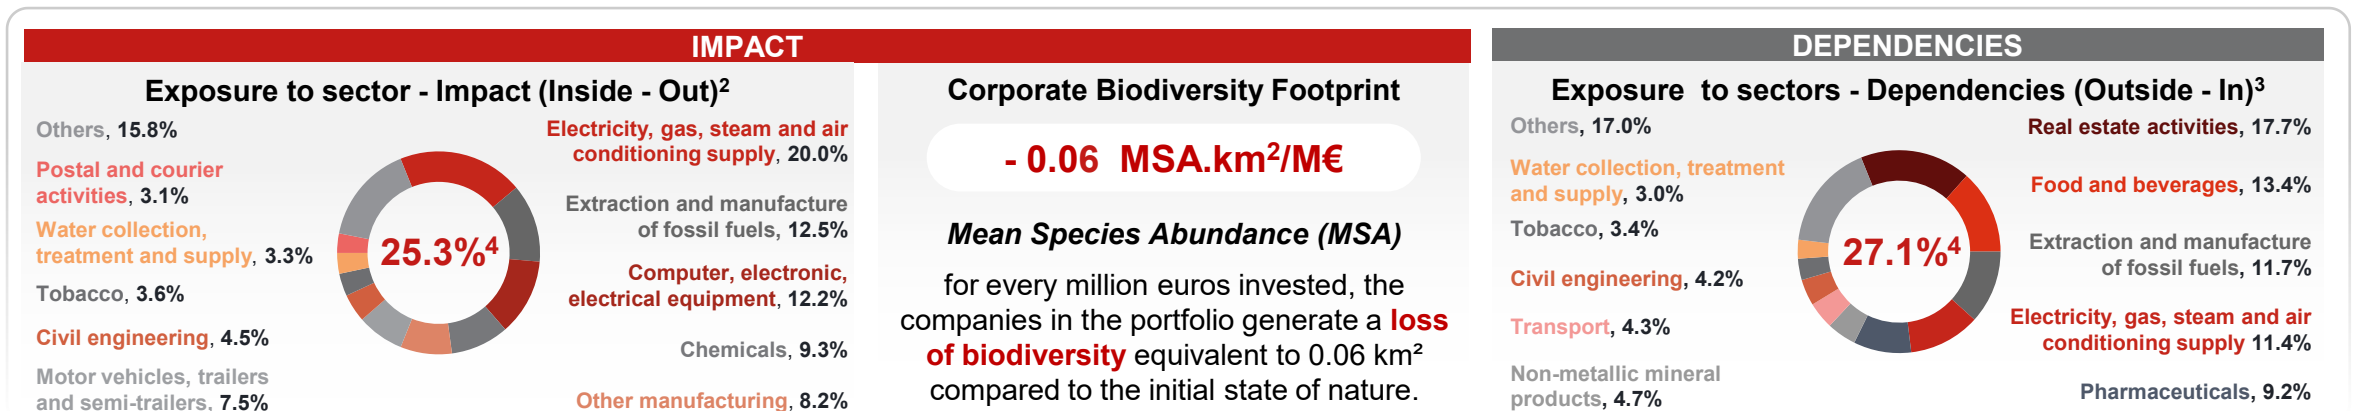 IMPACT
Exposure to sector - Impact (Inside - Out)²
Others, 15.8%
Postal and courier
activities, 3.1%
Water collection,
treatment and supply, 3.3%
Tobacco, 3.6%
Civil engineering, 4.5%
Motor vehicles, trailers
and semi-trailers, 7.5%
25.3%⁴
Electricity, gas, steam and air
conditioning supply, 20.0%
Extraction and manufacture
of fossil fuels, 12.5%
Computer, electronic,
electrical equipment, 12.2%
Chemicals, 9.3%
Other manufacturing, 8.2%
Corporate Biodiversity Footprint
- 0.06 MSA.km²/M€
Mean Species Abundance (MSA)
for every million euros invested, the
companies in the portfolio generate a loss
of biodiversity equivalent to 0.06 km²
compared to the initial state of nature.
DEPENDENCIES
Exposure to sectors - Dependencies (Outside - In)³
Others, 17.0%
Water collection, treatment
and supply, 3.0%
Tobacco, 3.4%
Civil engineering, 4.2%
Transport, 4.3%
Non-metallic mineral
products, 4.7%
27.1%⁴
Real estate activities, 17.7%
Food and beverages, 13.4%
Extraction and manufacture
of fossil fuels, 11.7%
Electricity, gas, steam and air
conditioning supply 11.4%
Pharmaceuticals, 9.2%